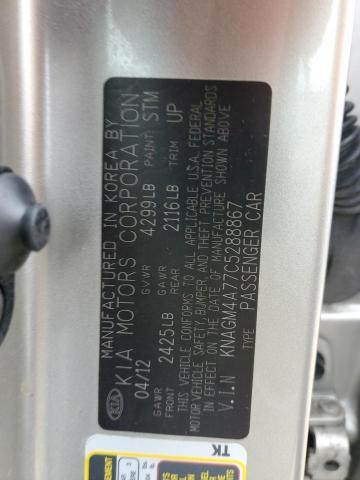 MANUFACTURED IN KOREA BY
KIA KIA MOTORS CORPORATION
04/12 GVWR 4299LB PAINT: STM
GAWR FRONT 2425LB GAWR REAR 2116LB TRIM UP
THIS VEHICLE CONFORMS TO ALL APPLICABLE U.S.A. FEDERAL
MOTOR VEHICLE SAFETY, BUMPER, AND THEFT PREVENTION STANDARDS
IN EFFECT ON THE DATE OF MANUFACTURE SHOWN ABOVE
V.I.N KNAGM4A77C5288867
TYPE PASSENGER CAR
TK